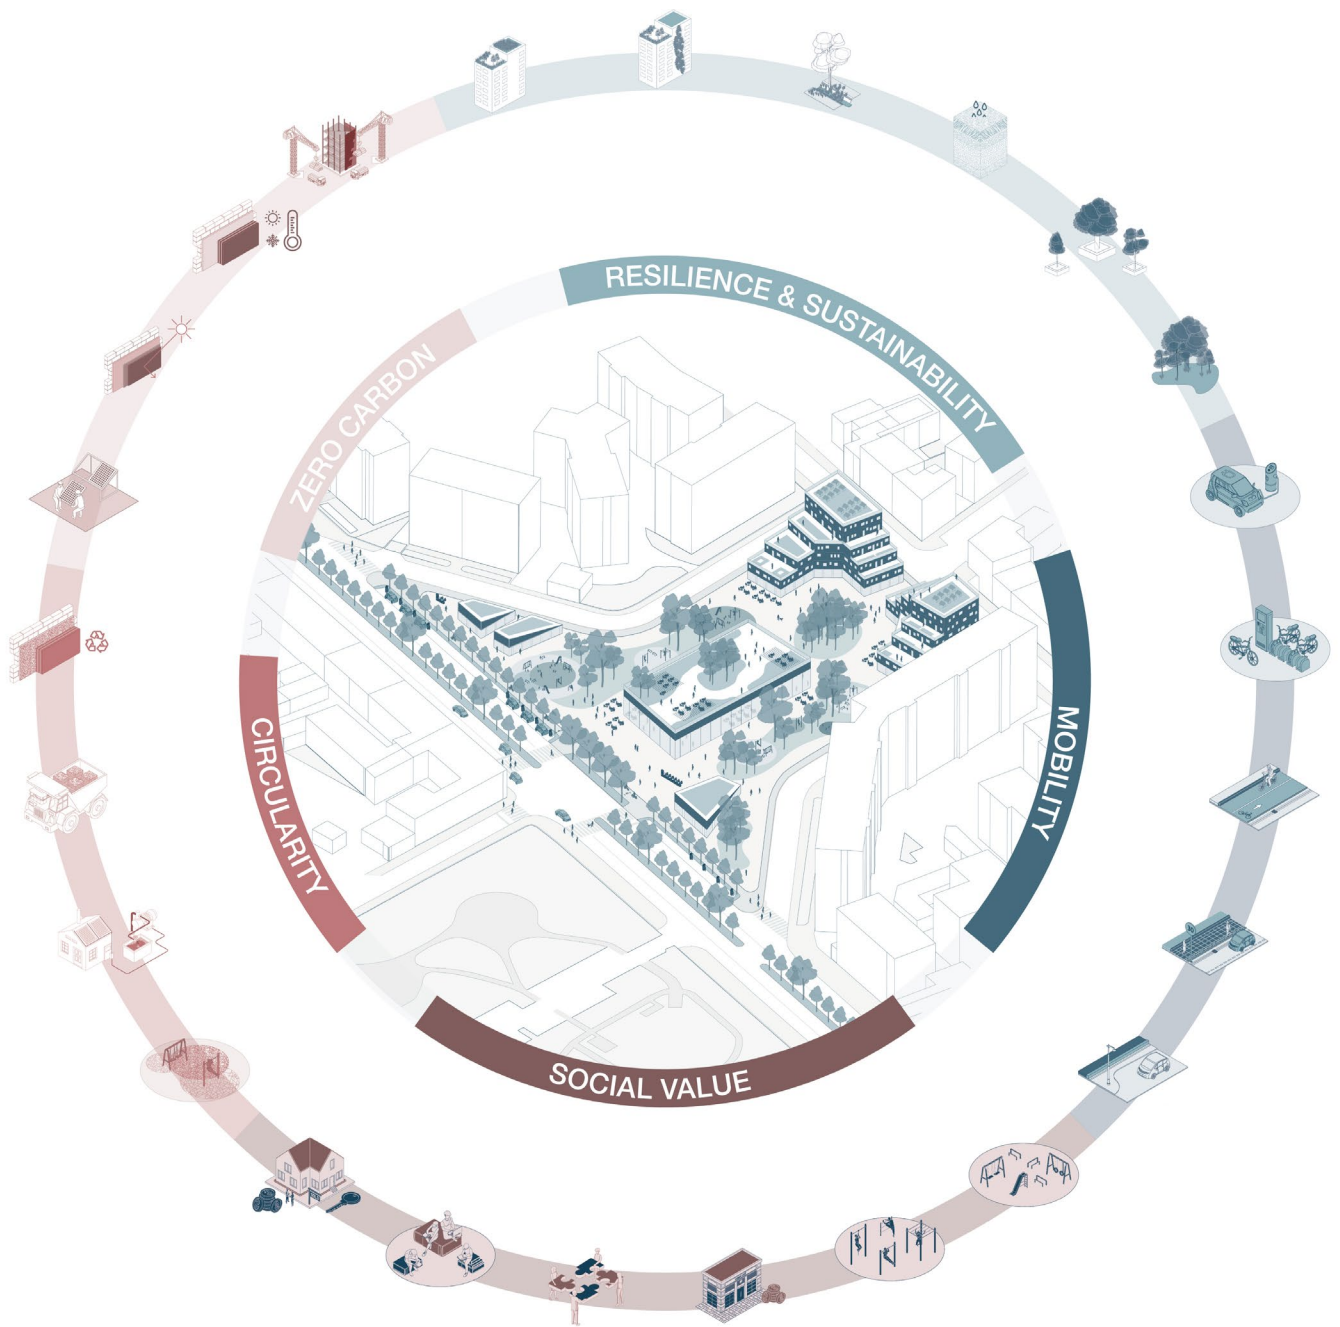 RESILIENCE & SUSTAINABILITY
ZERO CARBON
MOBILITY
CIRCULARITY
SOCIAL VALUE